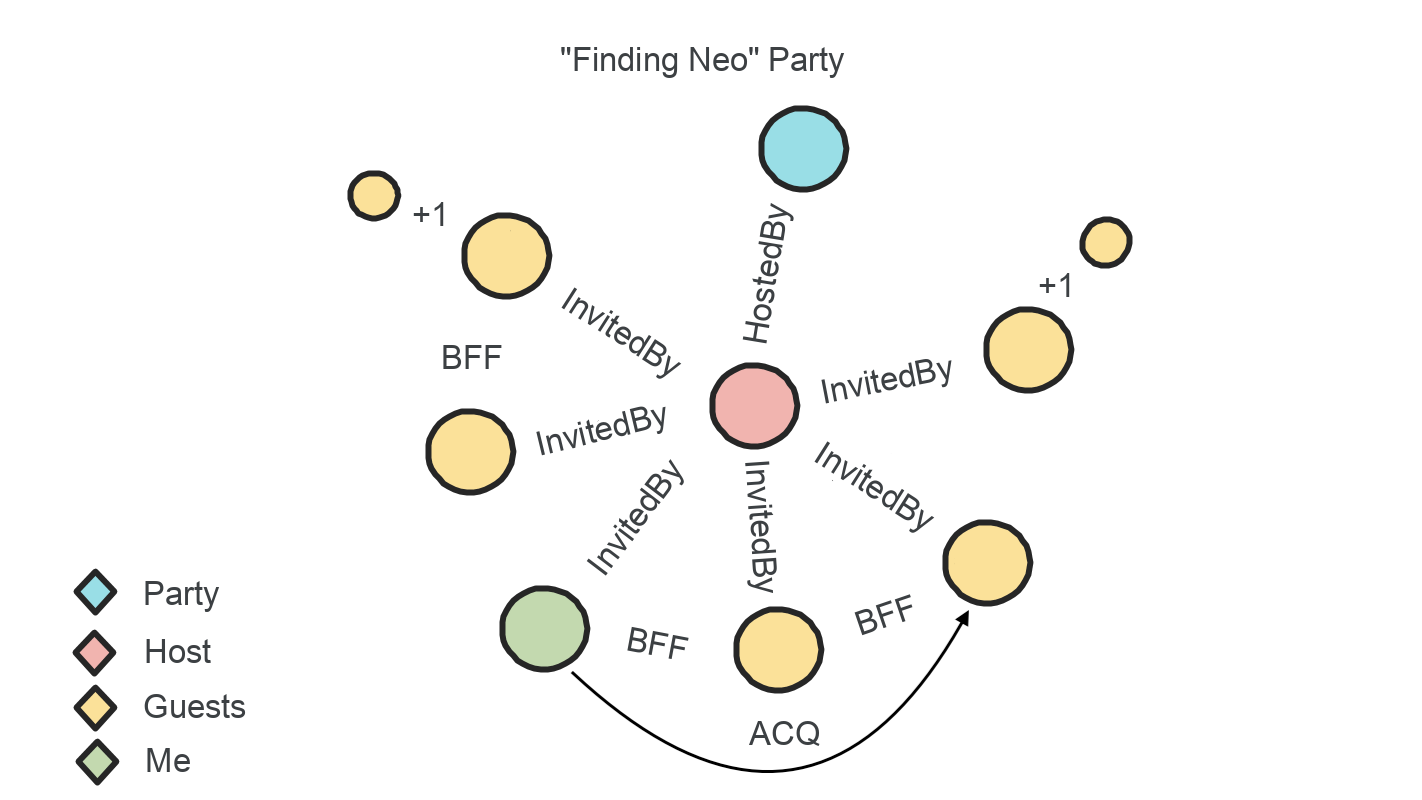 "Finding Neo" Party
+1
HostedBy
+1
InvitedBy
BFF
InvitedBy
InvitedBy
InvitedBy
InvitedBy
InvitedBy
BFF
BFF
ACQ
Party
Host
Guests
Me